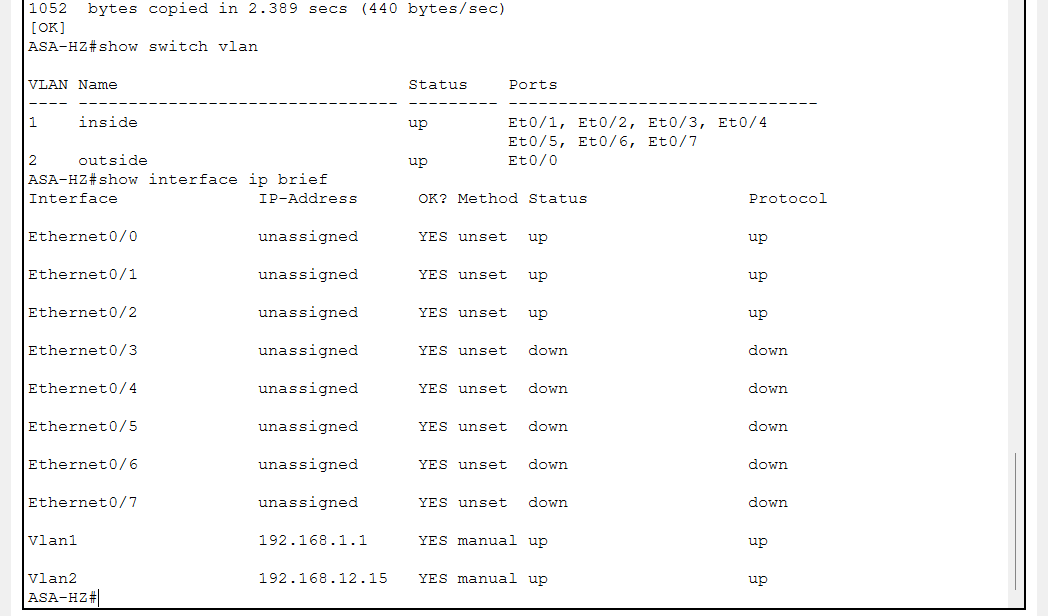 1052  bytes copied in 2.389 secs (440 bytes/sec)
[OK]
ASA-HZ#show switch vlan
VLAN Name                             Status    Ports
---- -------------------------------- --------- -------------------------------
1    inside                           up        Et0/1, Et0/2, Et0/3, Et0/4
                                                Et0/5, Et0/6, Et0/7
2    outside                          up        Et0/0
ASA-HZ#show interface ip brief
Interface              IP-Address      OK? Method Status                Protocol
Ethernet0/0            unassigned      YES unset  up                    up
Ethernet0/1            unassigned      YES unset  up                    up
Ethernet0/2            unassigned      YES unset  up                    up
Ethernet0/3            unassigned      YES unset  down                  down
Ethernet0/4            unassigned      YES unset  down                  down
Ethernet0/5            unassigned      YES unset  down                  down
Ethernet0/6            unassigned      YES unset  down                  down
Ethernet0/7            unassigned      YES unset  down                  down
Vlan1                  192.168.1.1     YES manual up                    up
Vlan2                  192.168.12.15   YES manual up                    up
ASA-HZ#